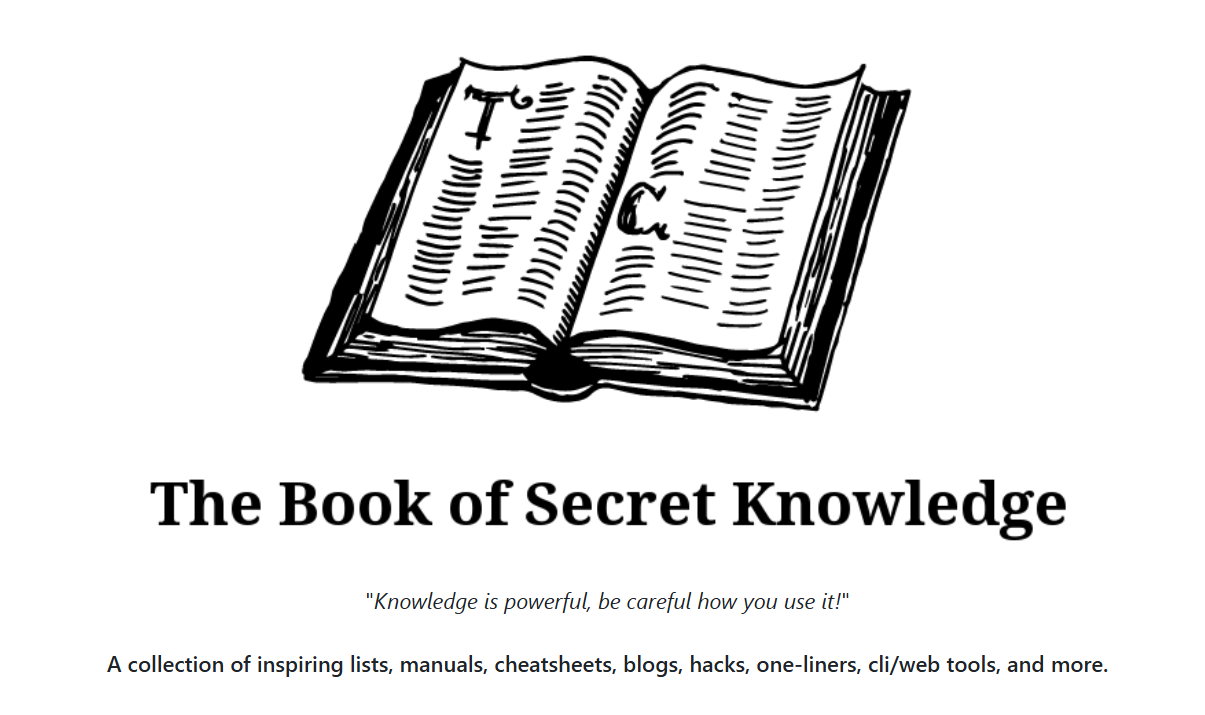 T
C
The Book of Secret Knowledge
"Knowledge is powerful, be careful how you use it!"
A collection of inspiring lists, manuals, cheatsheets, blogs, hacks, one-liners, cli/web tools, and more.